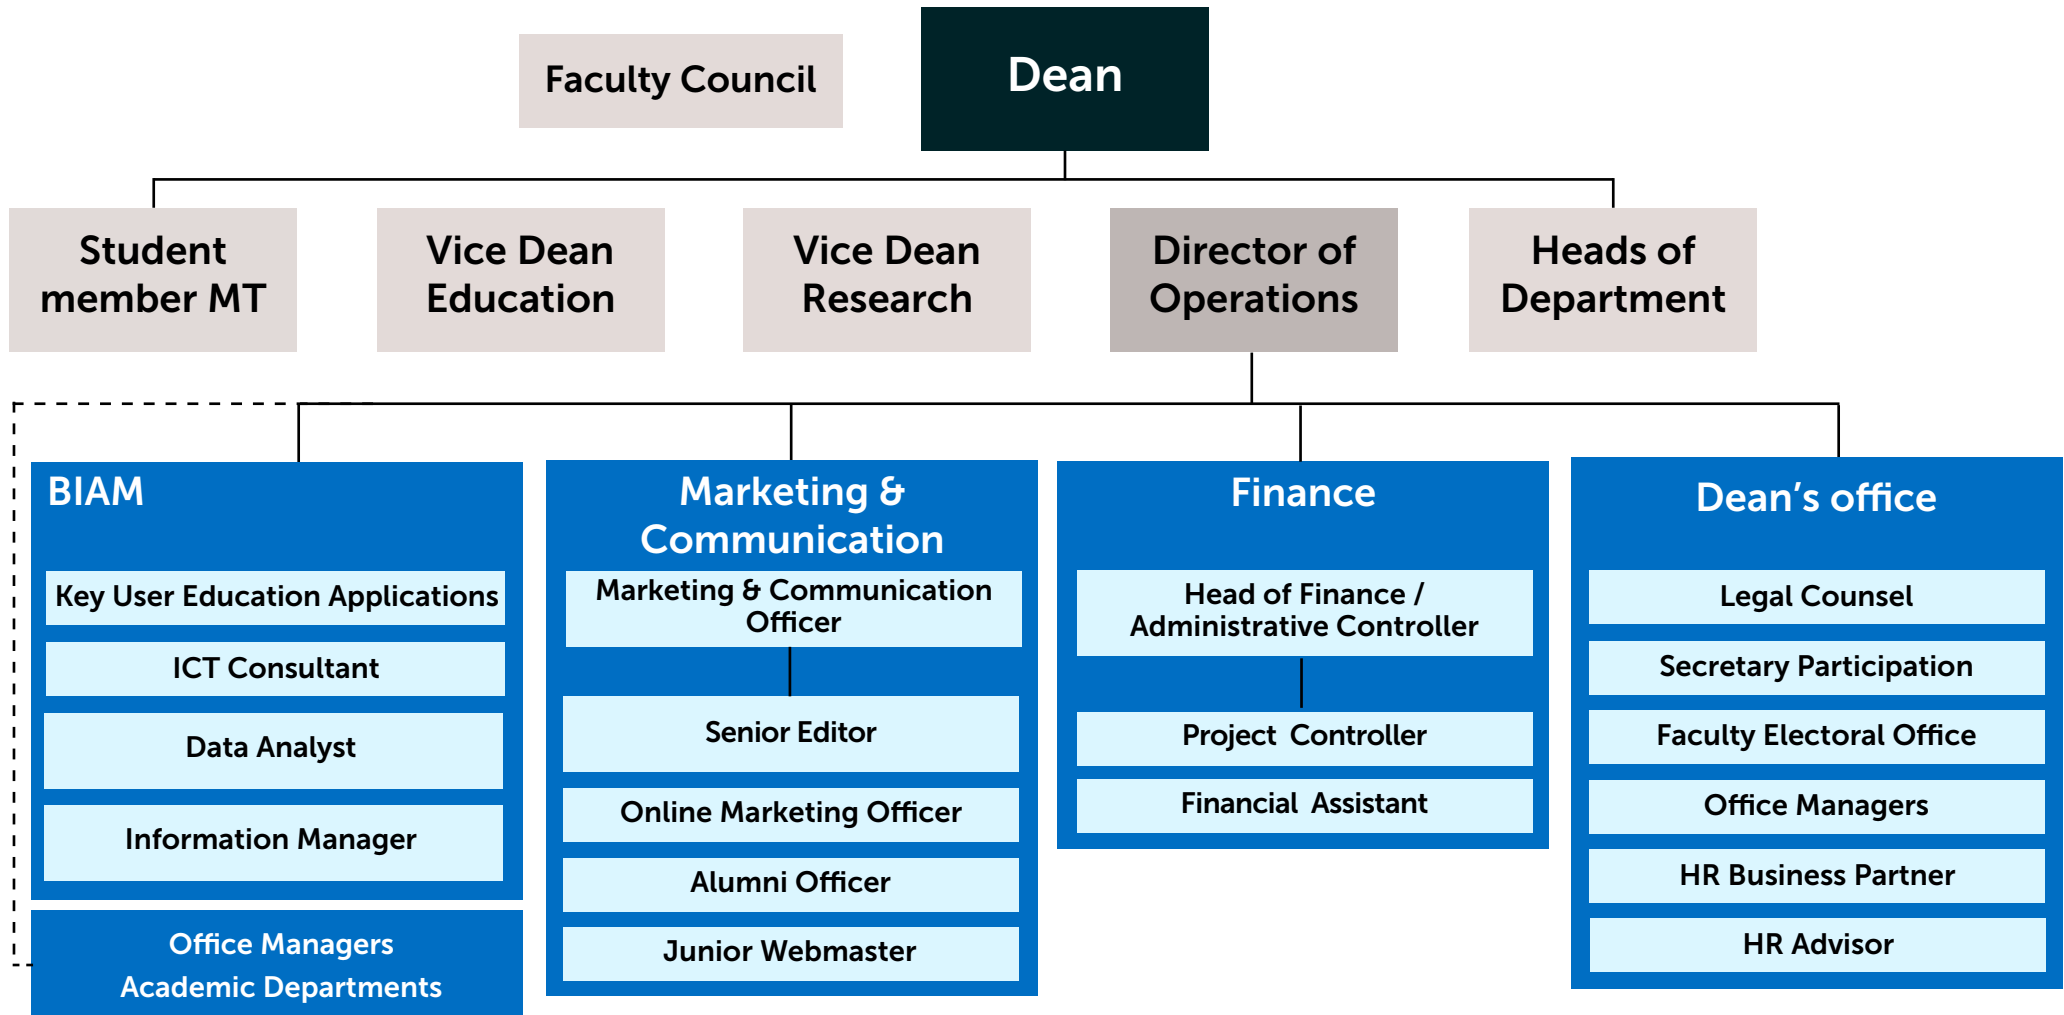 Faculty Council
Dean
Student
member MT
Vice Dean
Education
Vice Dean
Research
Director of
Operations
Heads of
Department
BIAM
Key User Education Applications
ICT Consultant
Data Analyst
Information Manager
Office Managers
Academic Departments
Marketing &
Communication
Marketing & Communication
Officer
Senior Editor
Online Marketing Officer
Alumni Officer
Junior Webmaster
Finance
Head of Finance /
Administrative Controller
Project Controller
Financial Assistant
Dean’s office
Legal Counsel
Secretary Participation
Faculty Electoral Office
Office Managers
HR Business Partner
HR Advisor